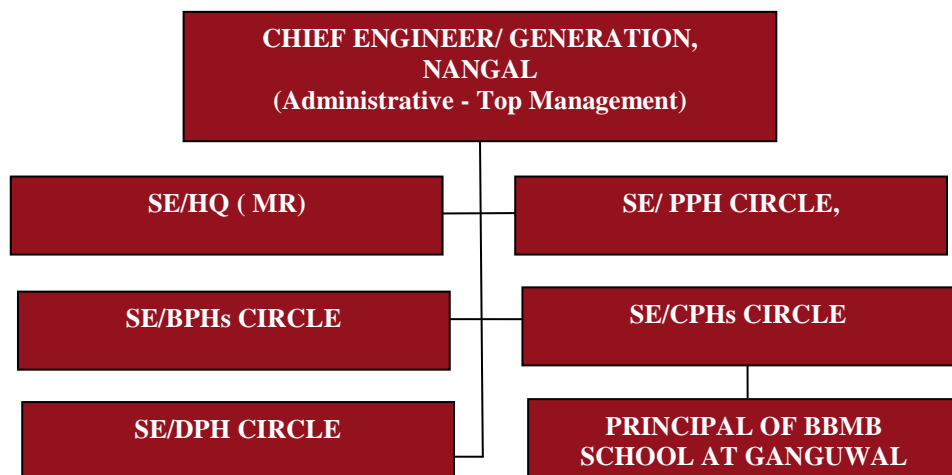 CHIEF ENGINEER/ GENERATION,
NANGAL
(Administrative - Top Management)
SE/HQ ( MR)
SE/ PPH CIRCLE,
SE/BPHs CIRCLE
SE/CPHs CIRCLE
SE/DPH CIRCLE
PRINCIPAL OF BBMB
SCHOOL AT GANGUWAL